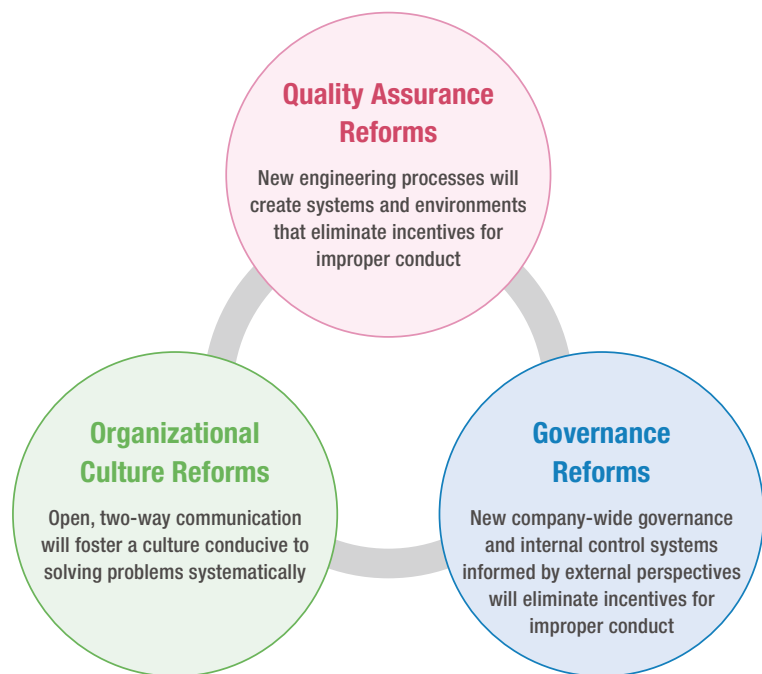 Quality Assurance
Reforms
New engineering processes will
create systems and environments
that eliminate incentives for
improper conduct
Organizational
Culture Reforms
Open, two-way communication
will foster a culture conducive to
solving problems systematically
Governance
Reforms
New company-wide governance
and internal control systems
informed by external perspectives
will eliminate incentives for
improper conduct